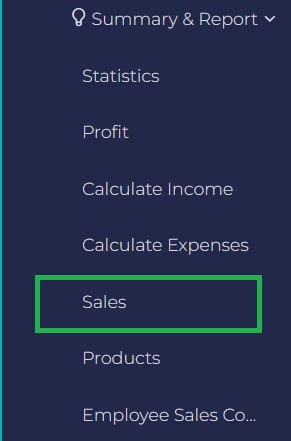 Summary & Report
Statistics
Profit
Calculate Income
Calculate Expenses
Sales
Products
Employee Sales Co...